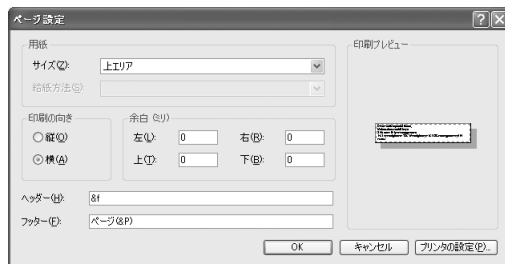 ページ設定
用紙
サイズ(Z):
上エリア
給紙方法(S):
印刷の向き
縦(O)
横(A)
余白 (ミリ)
左(L): 0 右(R): 0
上(T): 0 下(B): 0
ヘッダー(H): &f
フッター(F): ページ(&P)
印刷プレビュー
OK キャンセル プリンタの設定(P)...